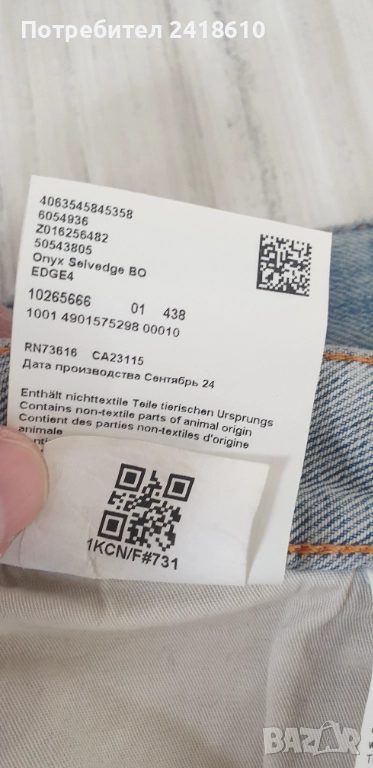 Потребител 2418610
4063545845358
6054936
Z016256482
50543805
Onyx Selvedge BO
EDGE4
10265666 01 438
1001 4901575298 00010
RN73616 CA23115
Дата производства Сентябрь 24
Enthält nichttextile Teile tierischen Ursprungs
Contains non-textile parts of animal origin
Contient des parties non-textiles d'origine
animale
1KCN/F#731
BAZAR